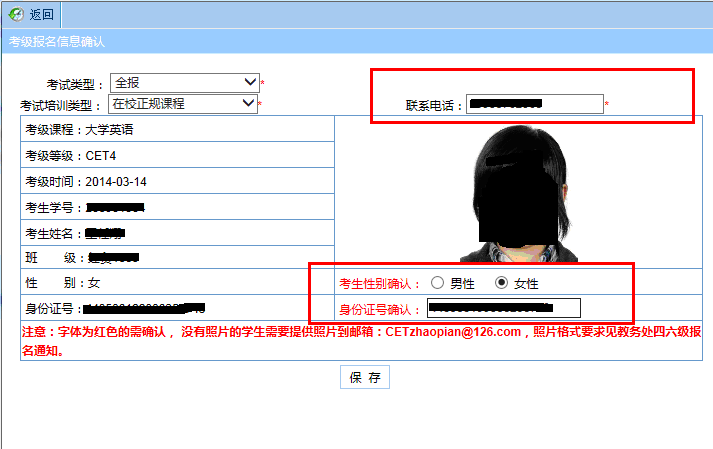 返回
考级报名信息确认
考试类型： 全报 *
考试培训类型： 在校正规课程 *
联系电话： *
考级课程：大学英语
考级等级：CET4
考级时间：2014-03-14
考生学号：
考生姓名：
班 级：
性 别：女
考生性别确认： 男性 女性
身份证号：
身份证号确认：
注意：字体为红色的需确认， 没有照片的学生需要提供照片到邮箱：CETzhaopian@126.com，照片格式要求见教务处四六级报
名通知。
保 存